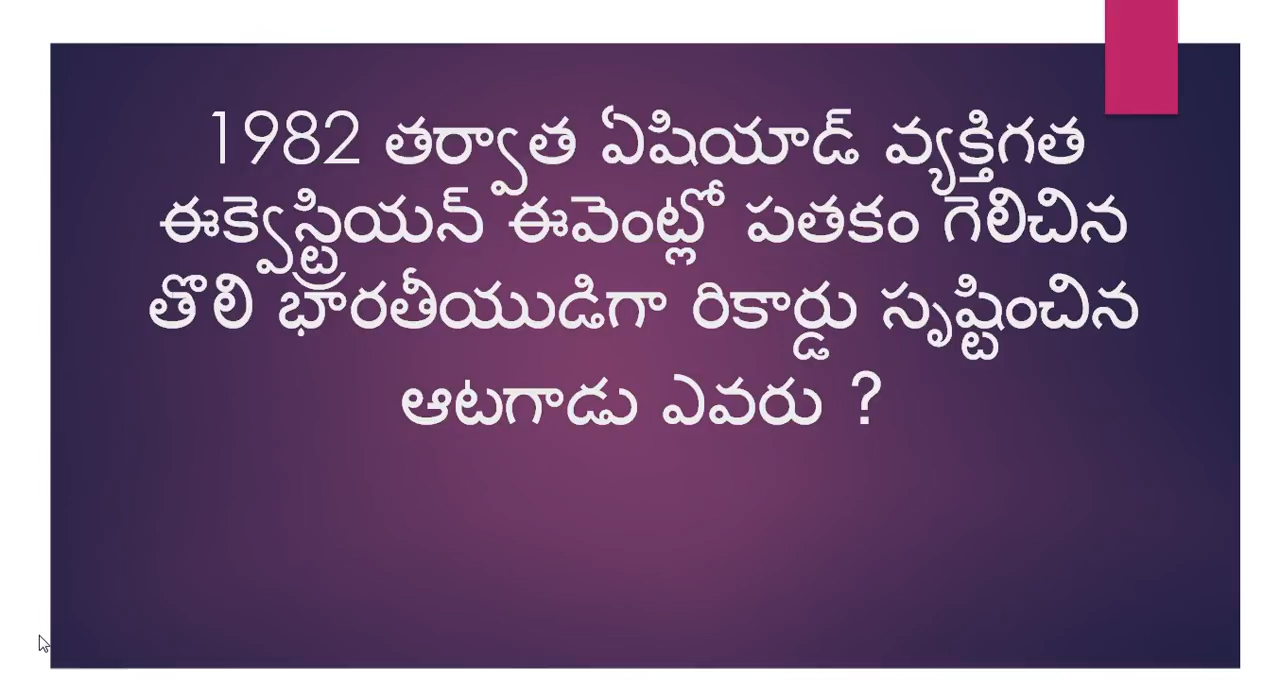 1982 తర్వాత ఏషియాడ్ వ్యక్తిగత
ఈక్వెస్ట్రియన్ ఈవెంట్లో పతకం గెలిచిన
తొలి భారతీయుడిగా రికార్డు సృష్టించిన
ఆటగాడు ఎవరు ?